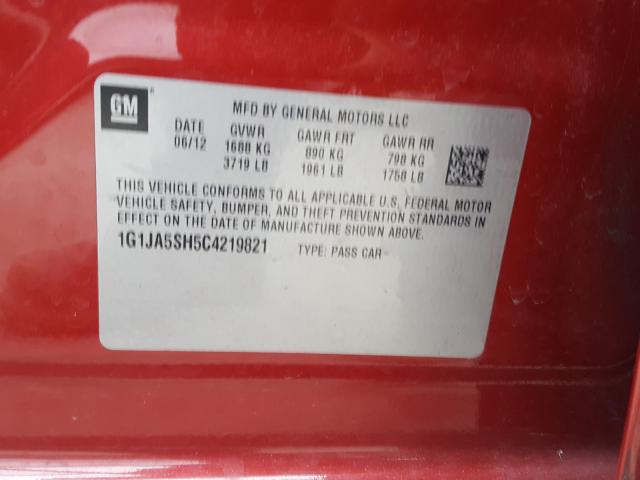 GM
MFD BY GENERAL MOTORS LLC
DATE GVWR GAWR FRT GAWR RR
06/12 1688 KG 890 KG 798 KG
3719 LB 1961 LB 1758 LB
THIS VEHICLE CONFORMS TO ALL APPLICABLE U.S. FEDERAL MOTOR
VEHICLE SAFETY, BUMPER, AND THEFT PREVENTION STANDARDS IN
EFFECT ON THE DATE OF MANUFACTURE SHOWN ABOVE.
1G1JA5SH5C4219821 TYPE: PASS CAR